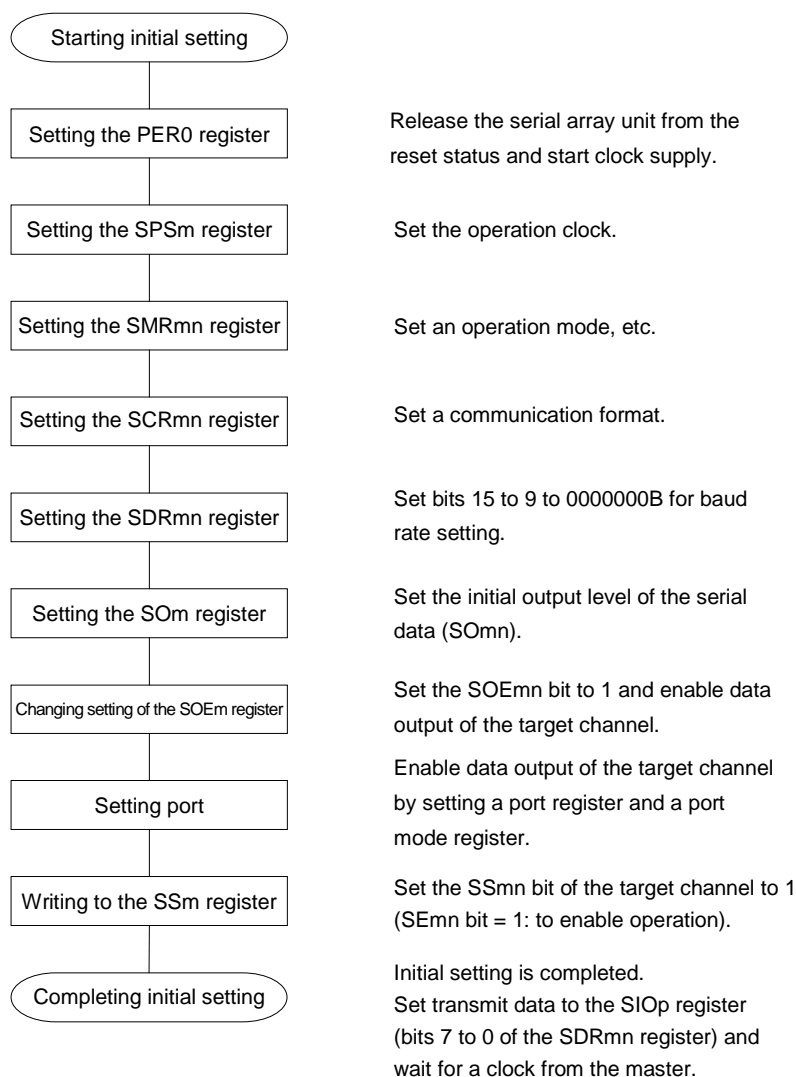 Starting initial setting
Setting the PER0 register
Release the serial array unit from the
reset status and start clock supply.
Setting the SPSm register
Set the operation clock.
Setting the SMRmn register
Set an operation mode, etc.
Setting the SCRmn register
Set a communication format.
Setting the SDRmn register
Set bits 15 to 9 to 0000000B for baud
rate setting.
Setting the SOm register
Set the initial output level of the serial
data (SOmn).
Changing setting of the SOEm register
Set the SOEmn bit to 1 and enable data
output of the target channel.
Setting port
Enable data output of the target channel
by setting a port register and a port
mode register.
Writing to the SSm register
Set the SSmn bit of the target channel to 1
(SEmn bit = 1: to enable operation).
Completing initial setting
Initial setting is completed.
Set transmit data to the SIOp register
(bits 7 to 0 of the SDRmn register) and
wait for a clock from the master.